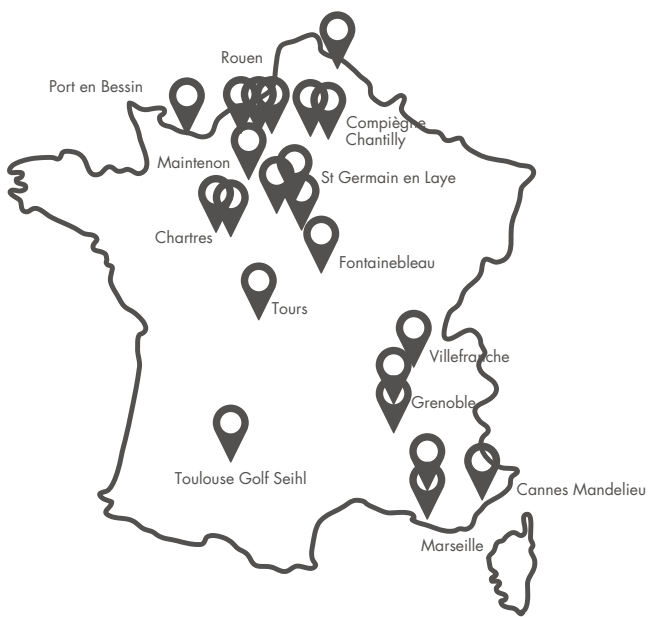 Rouen
Port en Bessin
Compiègne
Chantilly
Maintenon
St Germain en Laye
Chartres
Fontainebleau
Tours
Villefranche
Grenoble
Toulouse Golf Seihl
Cannes Mandelieu
Marseille